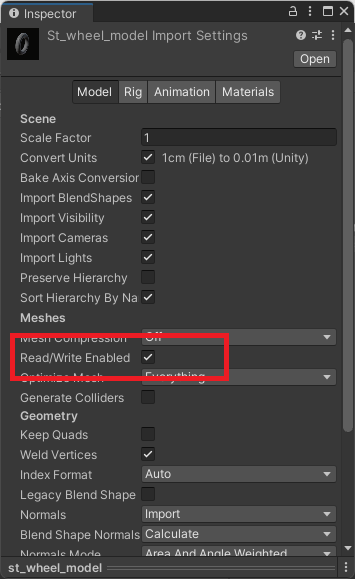 Inspector
St_wheel_model Import Settings
Open
Model Rig Animation Materials
Scene
Scale Factor 1
Convert Units 1cm (File) to 0.01m (Unity)
Bake Axis Conversion
Import BlendShapes
Import Visibility
Import Cameras
Import Lights
Preserve Hierarchy
Sort Hierarchy By Na
Meshes
Mesh Compression Off
Read/Write Enabled
Optimize Mesh Everything
Generate Colliders
Geometry
Keep Quads
Weld Vertices
Index Format Auto
Legacy Blend Shape
Normals Import
Blend Shape Normals Calculate
Normals Mode Area And Angle Weighted
st_wheel_model